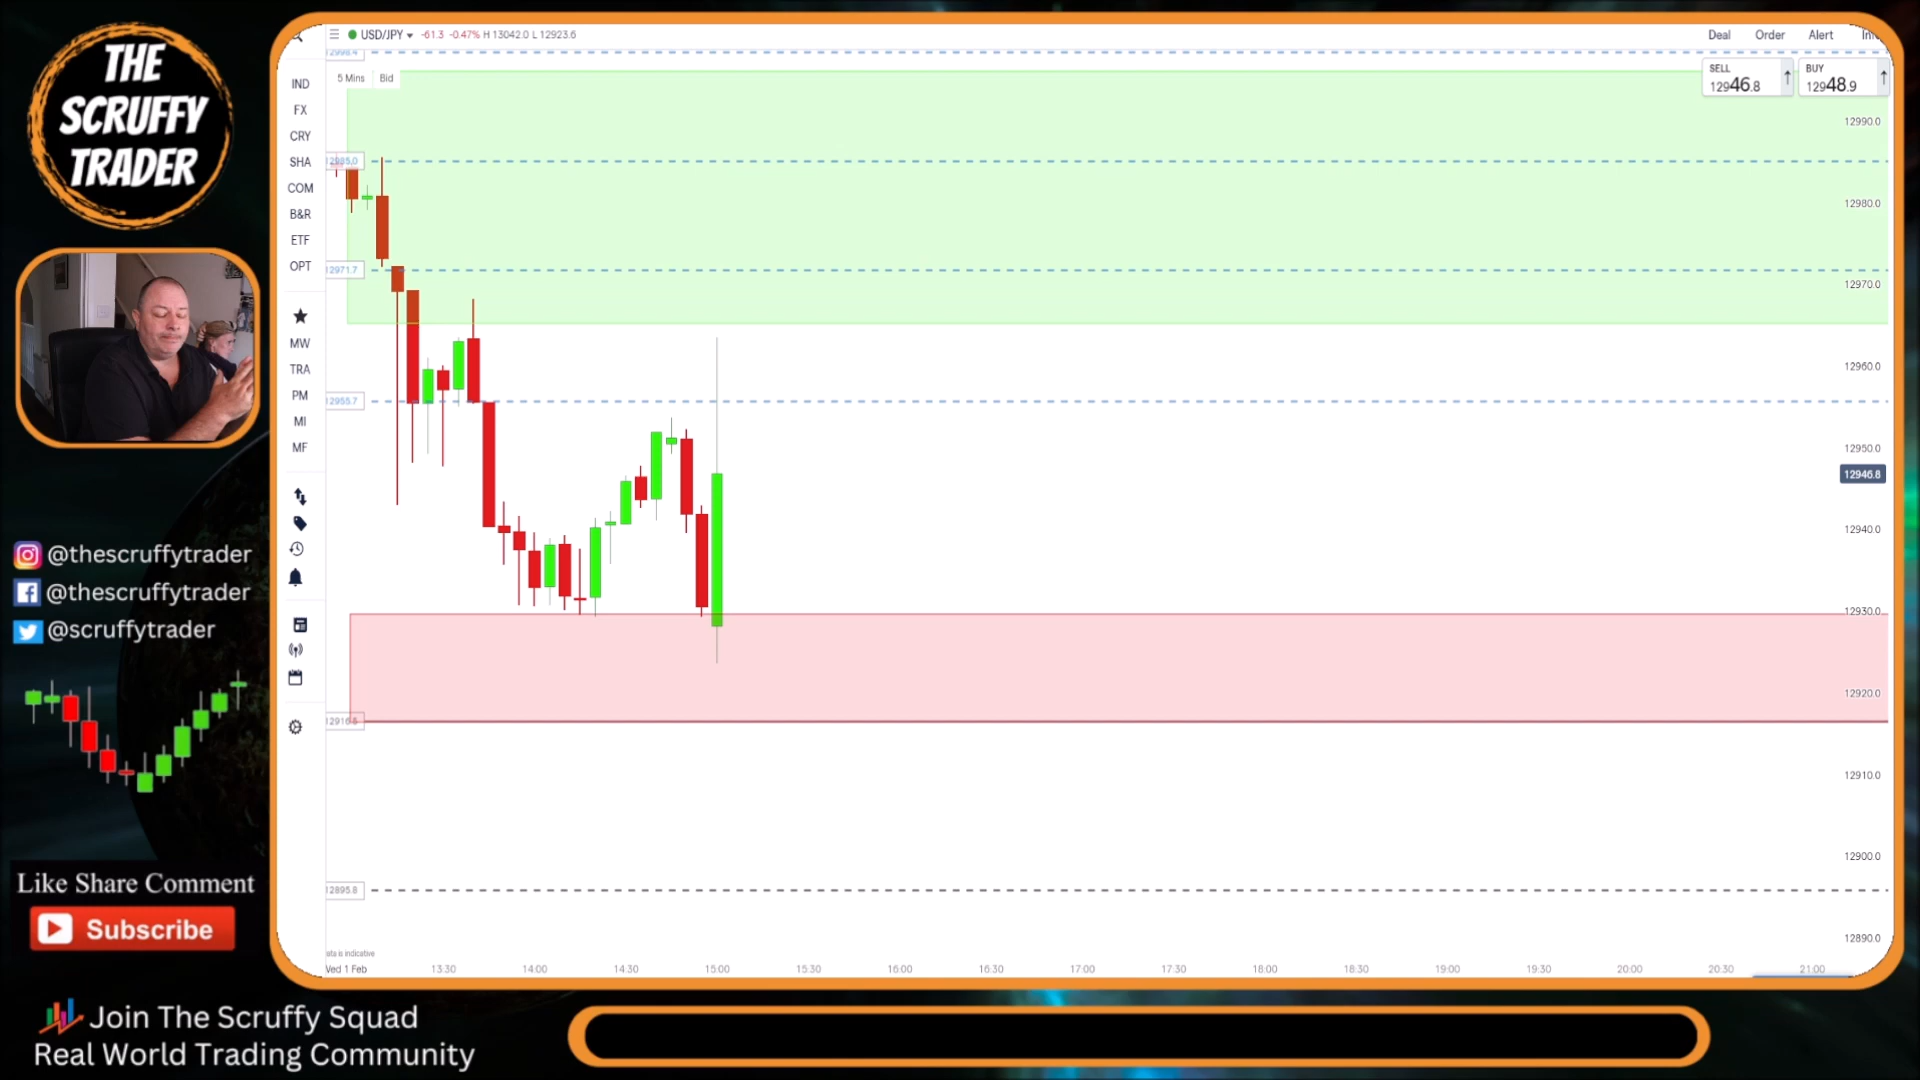 THE
SCRUFFY
TRADER
@thescruffytrader
@thescruffytrader
@scruffytrader
Like Share Comment
Subscribe
Join The Scruffy Squad
Real World Trading Community
USD/JPY -61.3 -0.47% H 13042.0 L 12923.6
Deal Order Alert
5 Mins Bid
SELL
12946.8
BUY
12948.9
IND
FX
CRY
SHA
COM
B&R
ETF
OPT
MW
TRA
PM
MI
MF
12985.0
12971.7
12955.7
12895.8
12990.0
12980.0
12970.0
12960.0
12950.0
12946.8
12940.0
12930.0
12920.0
12910.0
12900.0
12890.0
data is indicative
Wed 1 Feb 13:30 14:00 14:30 15:00 15:30 16:00 16:30 17:00 17:30 18:00 18:30 19:00 19:30 20:00 20:30 21:00